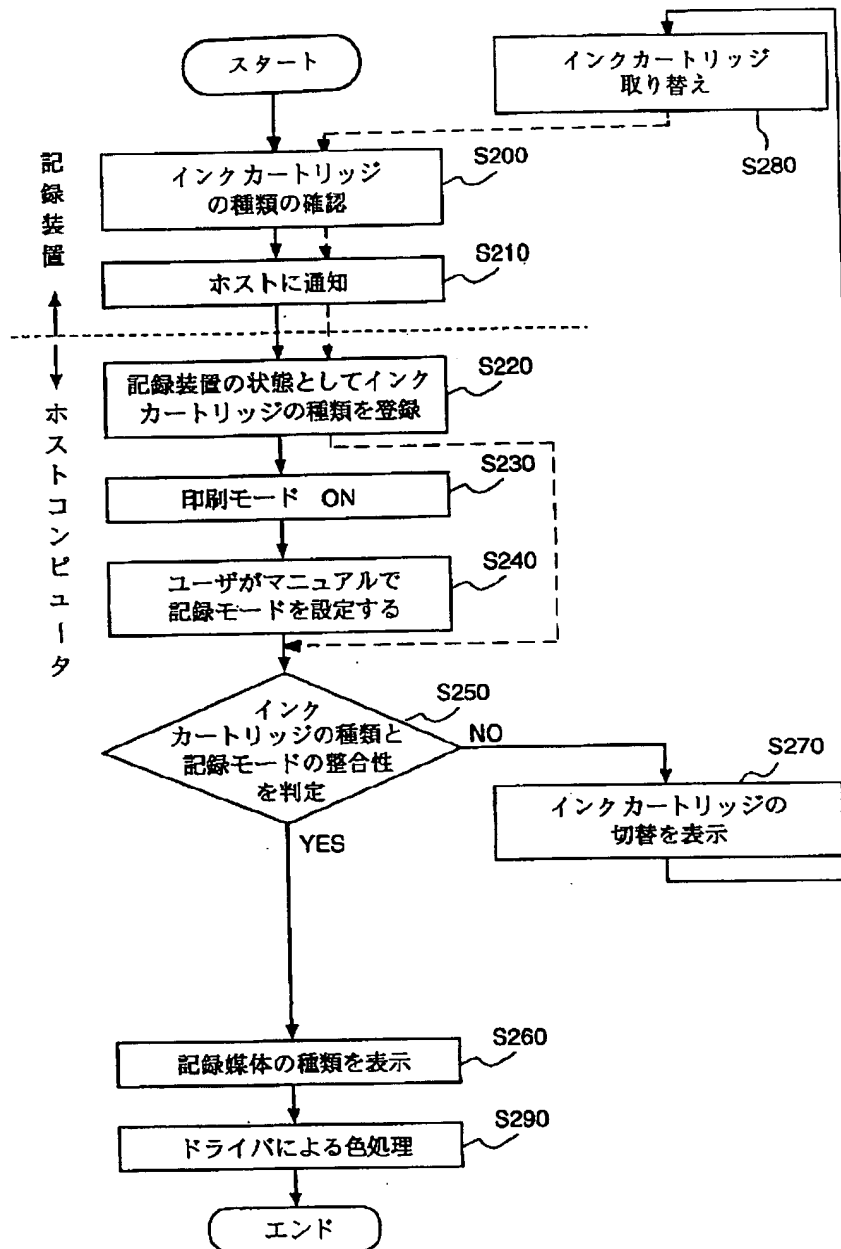 スタート
インクカートリッジ
取り替え
S280
記録装置
インクカートリッジ
の種類の確認
S200
ホストに通知
S210
ホストコンピュータ
記録装置の状態としてインク
カートリッジの種類を登録
S220
印刷モード ON
S230
ユーザがマニュアルで
記録モードを設定する
S240
インク
カートリッジの種類と
記録モードの整合性
を判定
S250
NO
YES
インクカートリッジの
切替を表示
S270
記録媒体の種類を表示
S260
ドライバによる色処理
S290
エンド